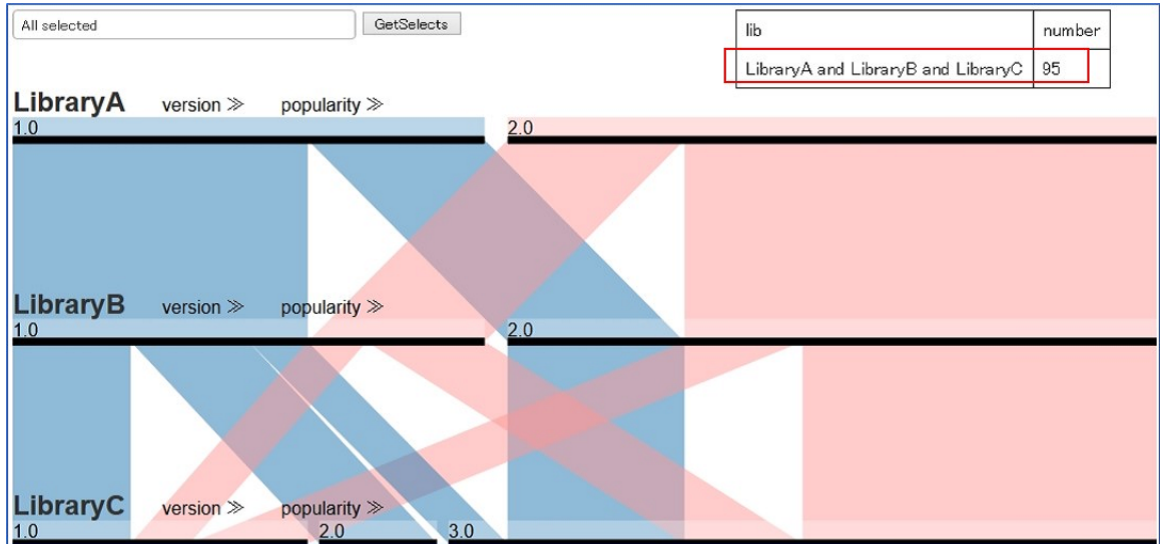 All selected GetSelects
lib number
LibraryA and LibraryB and LibraryC 95
LibraryA version ≫ popularity ≫
1.0 2.0
LibraryB version ≫ popularity ≫
1.0 2.0
LibraryC version ≫ popularity ≫
1.0 2.0 3.0